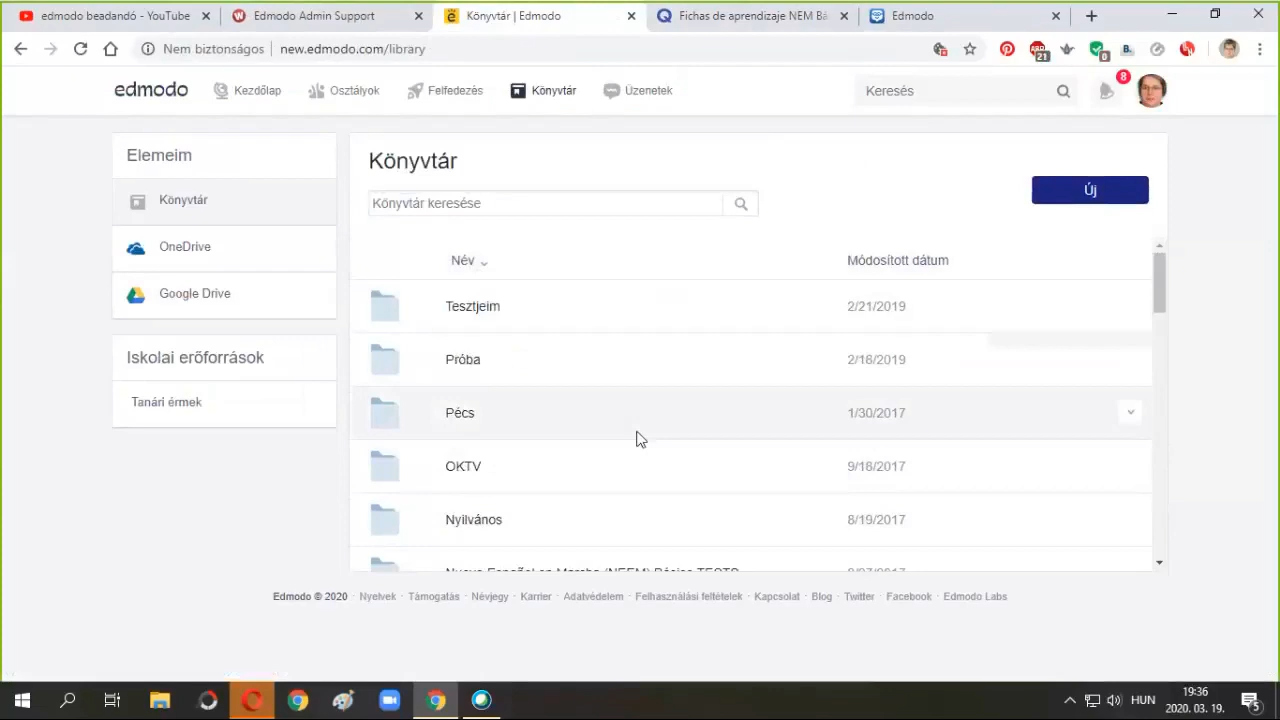 edmodo beadandó - YouTube
Edmodo Admin Support
Könyvtár | Edmodo
Fichas de aprendizaje NEM Bá
Edmodo
Nem biztonságos
new.edmodo.com/library
21
0
edmodo
Kezdőlap
Osztályok
Felfedezés
Könyvtár
Üzenetek
Keresés
8
Elemeim
Könyvtár
OneDrive
Google Drive
Iskolai erőforrások
Tanári érmek
Könyvtár
Könyvtár keresése
Új
Név
Módosított dátum
Tesztjeim
2/21/2019
Próba
2/18/2019
Pécs
1/30/2017
OKTV
9/18/2017
Nyilvános
8/19/2017
Edmodo © 2020 · Nyelvek · Támogatás · Névjegy · Karrier · Adatvédelem · Felhasználási feltételek · Kapcsolat · Blog · Twitter · Facebook · Edmodo Labs
HUN
19:36
2020. 03. 19.
5